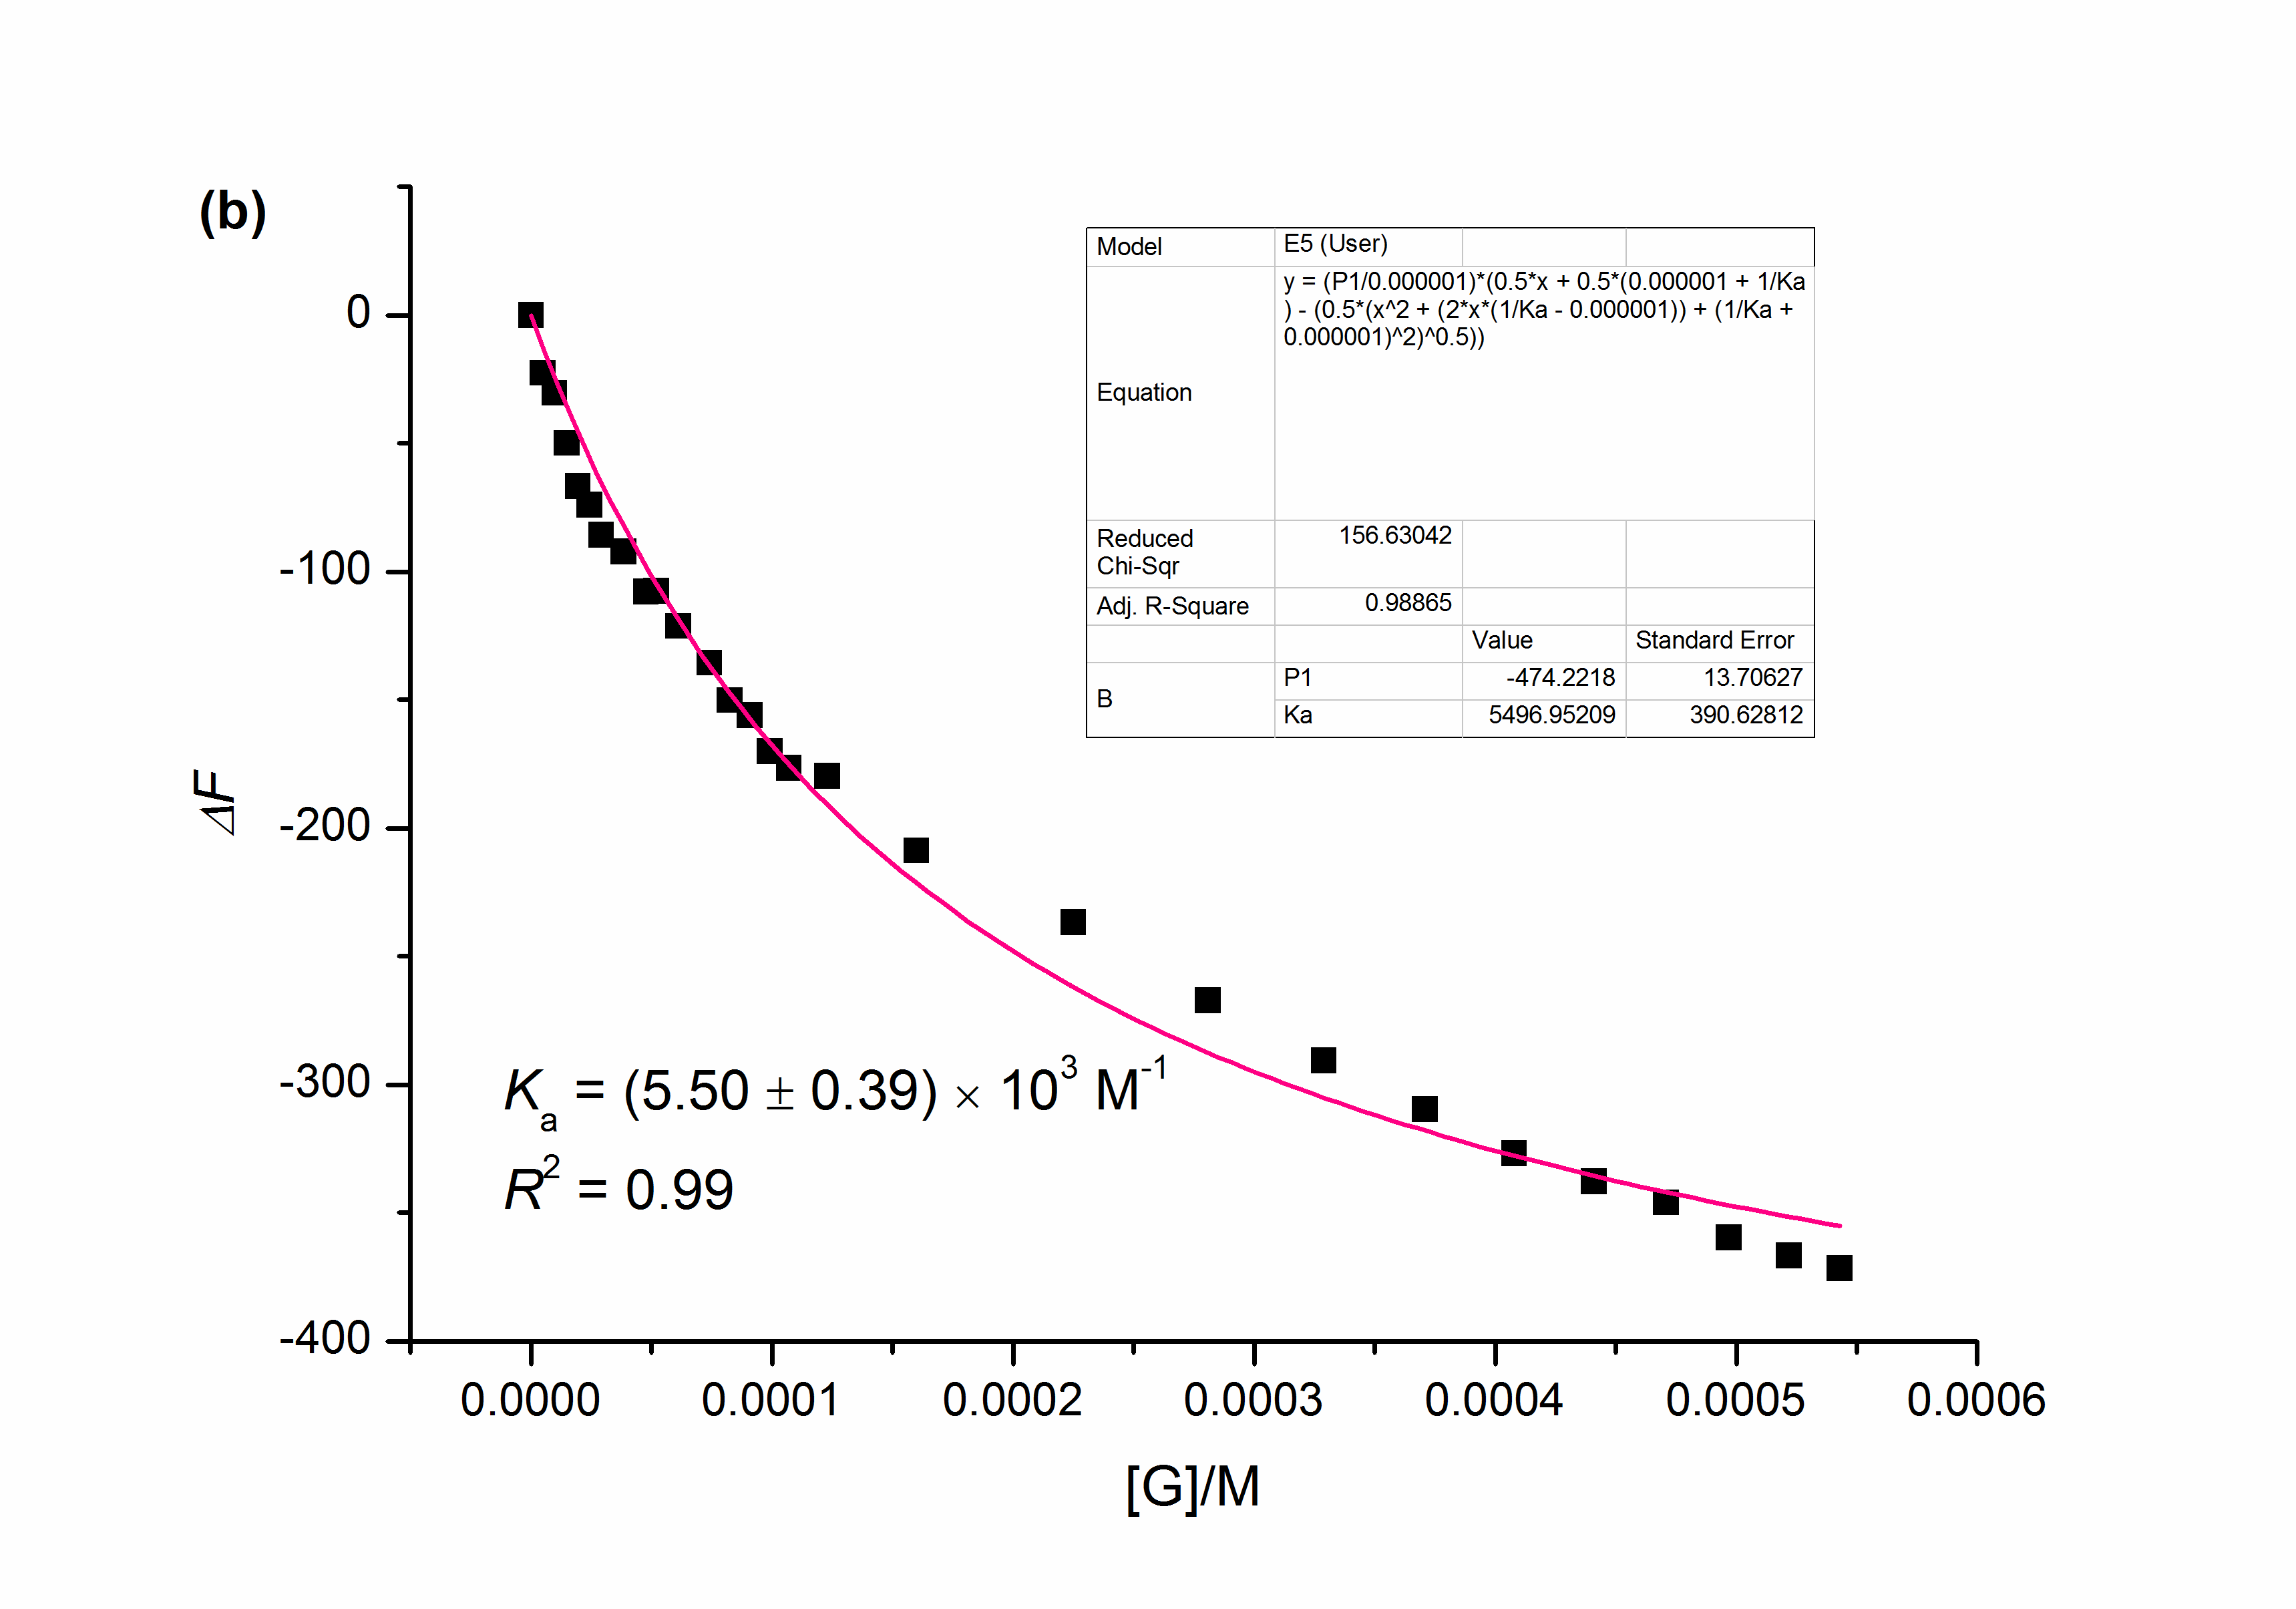 (b)
Model E5 (User)
Equation
y = (P1/0.000001)*(0.5*x + 0.5*(0.000001 + 1/Ka
) - (0.5*(x^2 + (2*x*(1/Ka - 0.000001)) + (1/Ka +
0.000001)^2)^0.5))
Reduced
Chi-Sqr
156.63042
Adj. R-Square 0.98865
Value Standard Error
B
P1 -474.2218 13.70627
Ka 5496.95209 390.62812
0
-100
-200
-300
-400
ΔF
Kₐ = (5.50 ± 0.39) × 10³ M⁻¹
R² = 0.99
0.0000 0.0001 0.0002 0.0003 0.0004 0.0005 0.0006
[G]/M